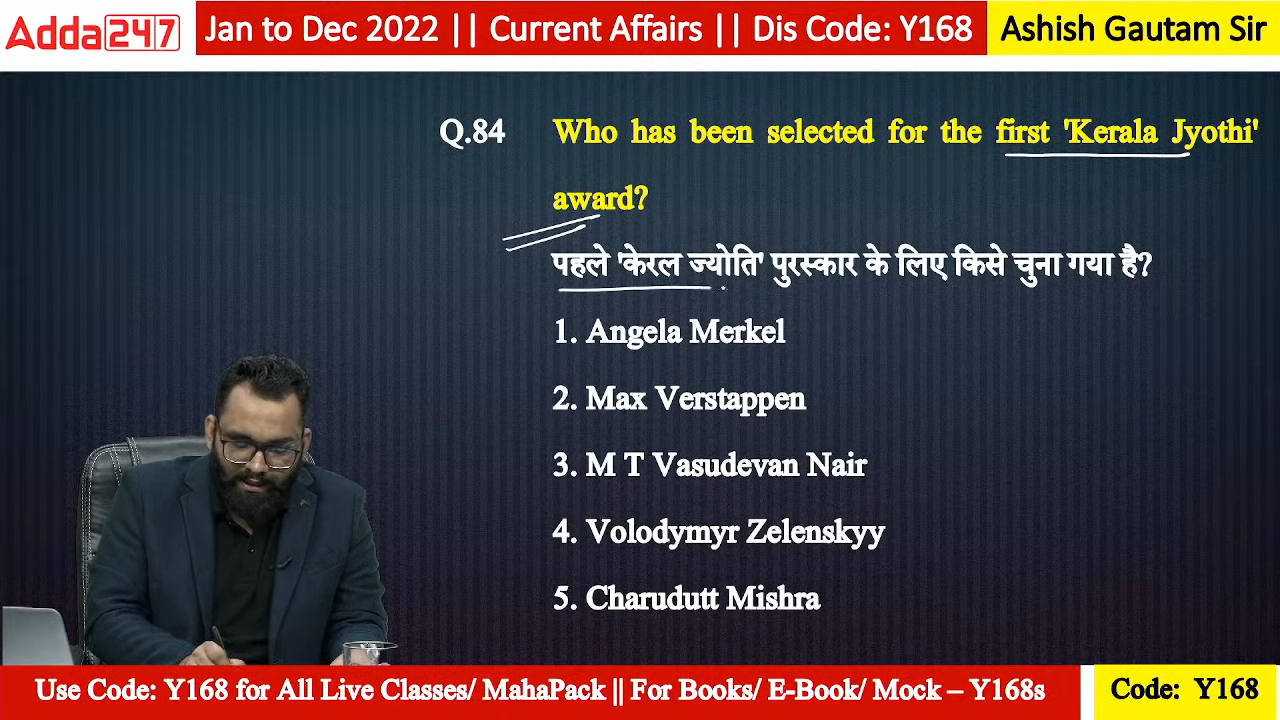 Adda247
Jan to Dec 2022 || Current Affairs || Dis Code: Y168
Ashish Gautam Sir
Q.84 Who has been selected for the first 'Kerala Jyothi'
award?
पहले 'केरल ज्योति' पुरस्कार के लिए किसे चुना गया है?
1. Angela Merkel
2. Max Verstappen
3. M T Vasudevan Nair
4. Volodymyr Zelenskyy
5. Charudutt Mishra
Use Code: Y168 for All Live Classes/ MahaPack || For Books/ E-Book/ Mock – Y168s
Code: Y168